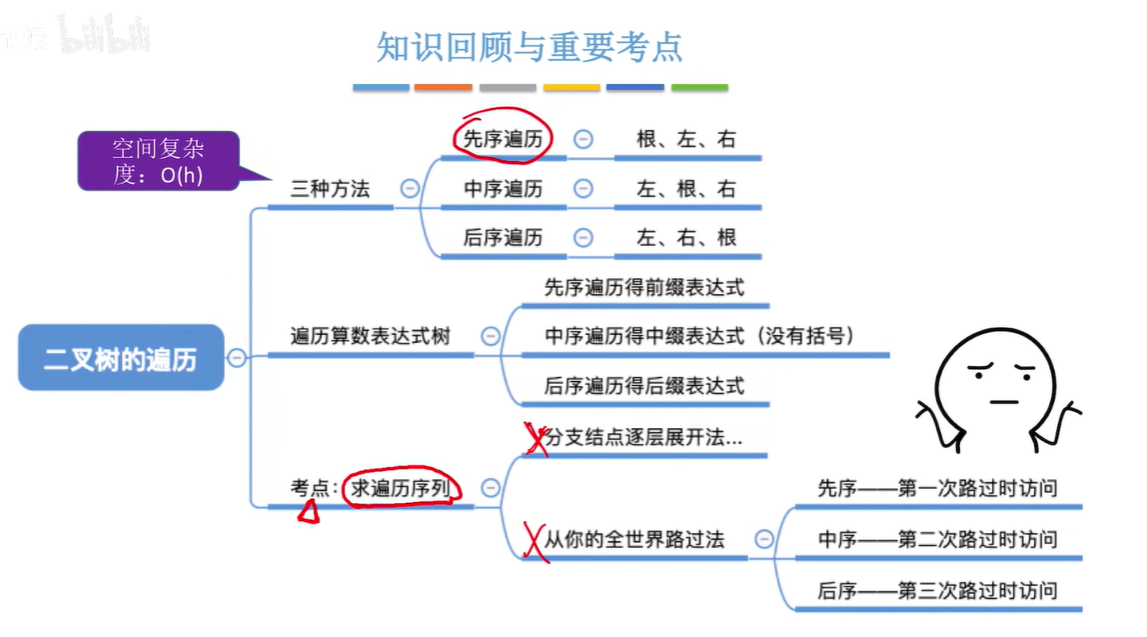 bilibili
知识回顾与重要考点
空间复杂
度：O(h)
三种方法
先序遍历
根、左、右
中序遍历
左、根、右
后序遍历
左、右、根
二叉树的遍历
遍历算数表达式树
先序遍历得前缀表达式
中序遍历得中缀表达式（没有括号）
后序遍历得后缀表达式
考点：求遍历序列
分支结点逐层展开法...
从你的全世界路过法
先序——第一次路过时访问
中序——第二次路过时访问
后序——第三次路过时访问